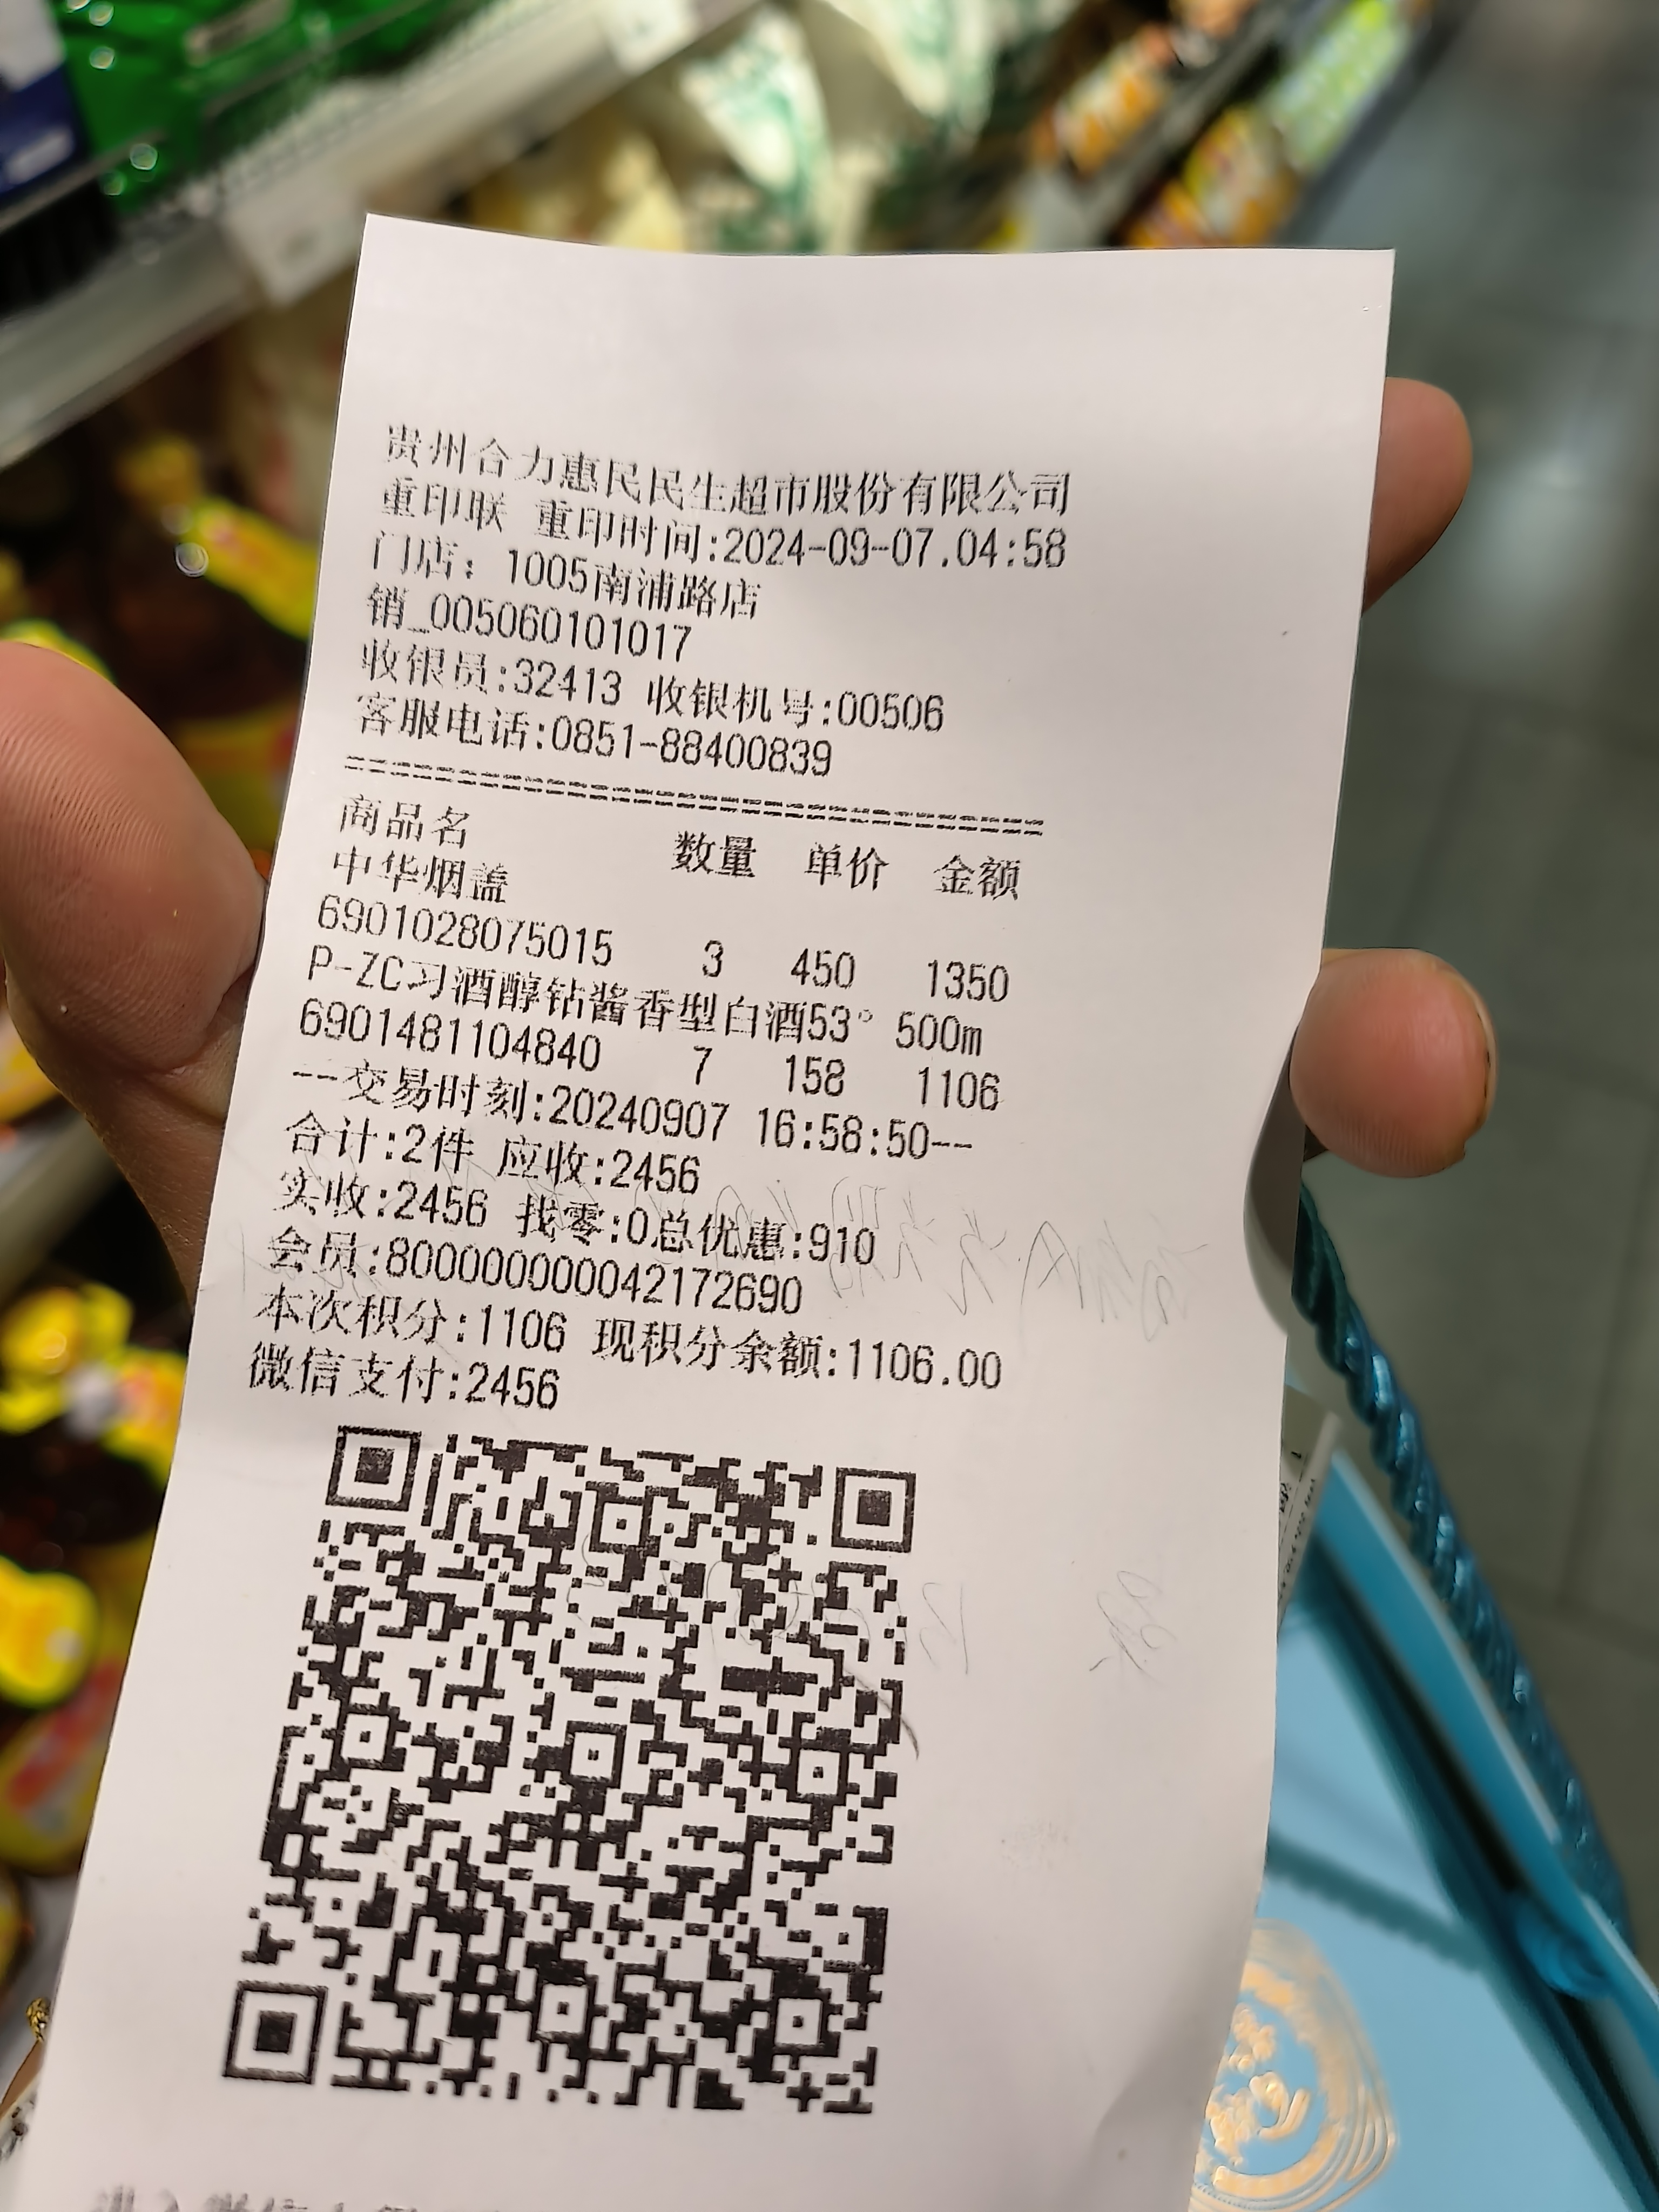 贵州合力惠民民生超市股份有限公司
重印联 重印时间:2024-09-07.04:58
门店：1005南浦路店
销_005060101017
收银员:32413 收银机号:00506
客服电话:0851-88400839
商品名 数量 单价 金额
中华烟盖
6901028075015 3 450 1350
P-ZC习酒醇钻酱香型白酒53° 500m
6901481104840 7 158 1106
--交易时刻:20240907 16:58:50--
合计:2件 应收:2456
实收:2456 找零:0总优惠:910
会员:8000000000042172690
本次积分:1106 现积分余额:1106.00
微信支付:2456